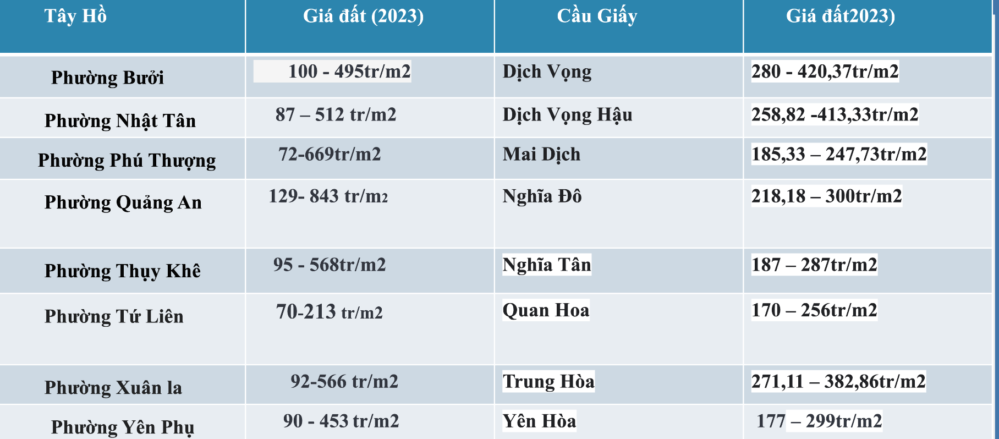 Tây Hồ Giá đất (2023) Cầu Giấy Giá đất2023)
Phường Bưởi 100 - 495tr/m2 Dịch Vọng 280 - 420,37tr/m2
Phường Nhật Tân 87 – 512 tr/m2 Dịch Vọng Hậu 258,82 -413,33tr/m2
Phường Phú Thượng 72-669tr/m2 Mai Dịch 185,33 – 247,73tr/m2
Phường Quảng An 129- 843 tr/m2 Nghĩa Đô 218,18 – 300tr/m2
Phường Thụy Khê 95 - 568tr/m2 Nghĩa Tân 187 – 287tr/m2
Phường Tứ Liên 70-213 tr/m2 Quan Hoa 170 – 256tr/m2
Phường Xuân la 92-566 tr/m2 Trung Hòa 271,11 – 382,86tr/m2
Phường Yên Phụ 90 - 453 tr/m2 Yên Hòa 177 – 299tr/m2